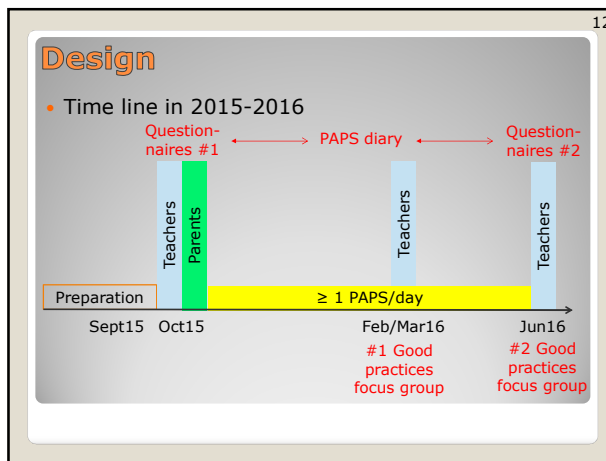 12
Design
• Time line in 2015-2016
Question-
naires #1
PAPS diary
Question-
naires #2
Teachers
Parents
Teachers
Teachers
Preparation
≥ 1 PAPS/day
Sept15
Oct15
Feb/Mar16
Jun16
#1 Good
practices
focus group
#2 Good
practices
focus group